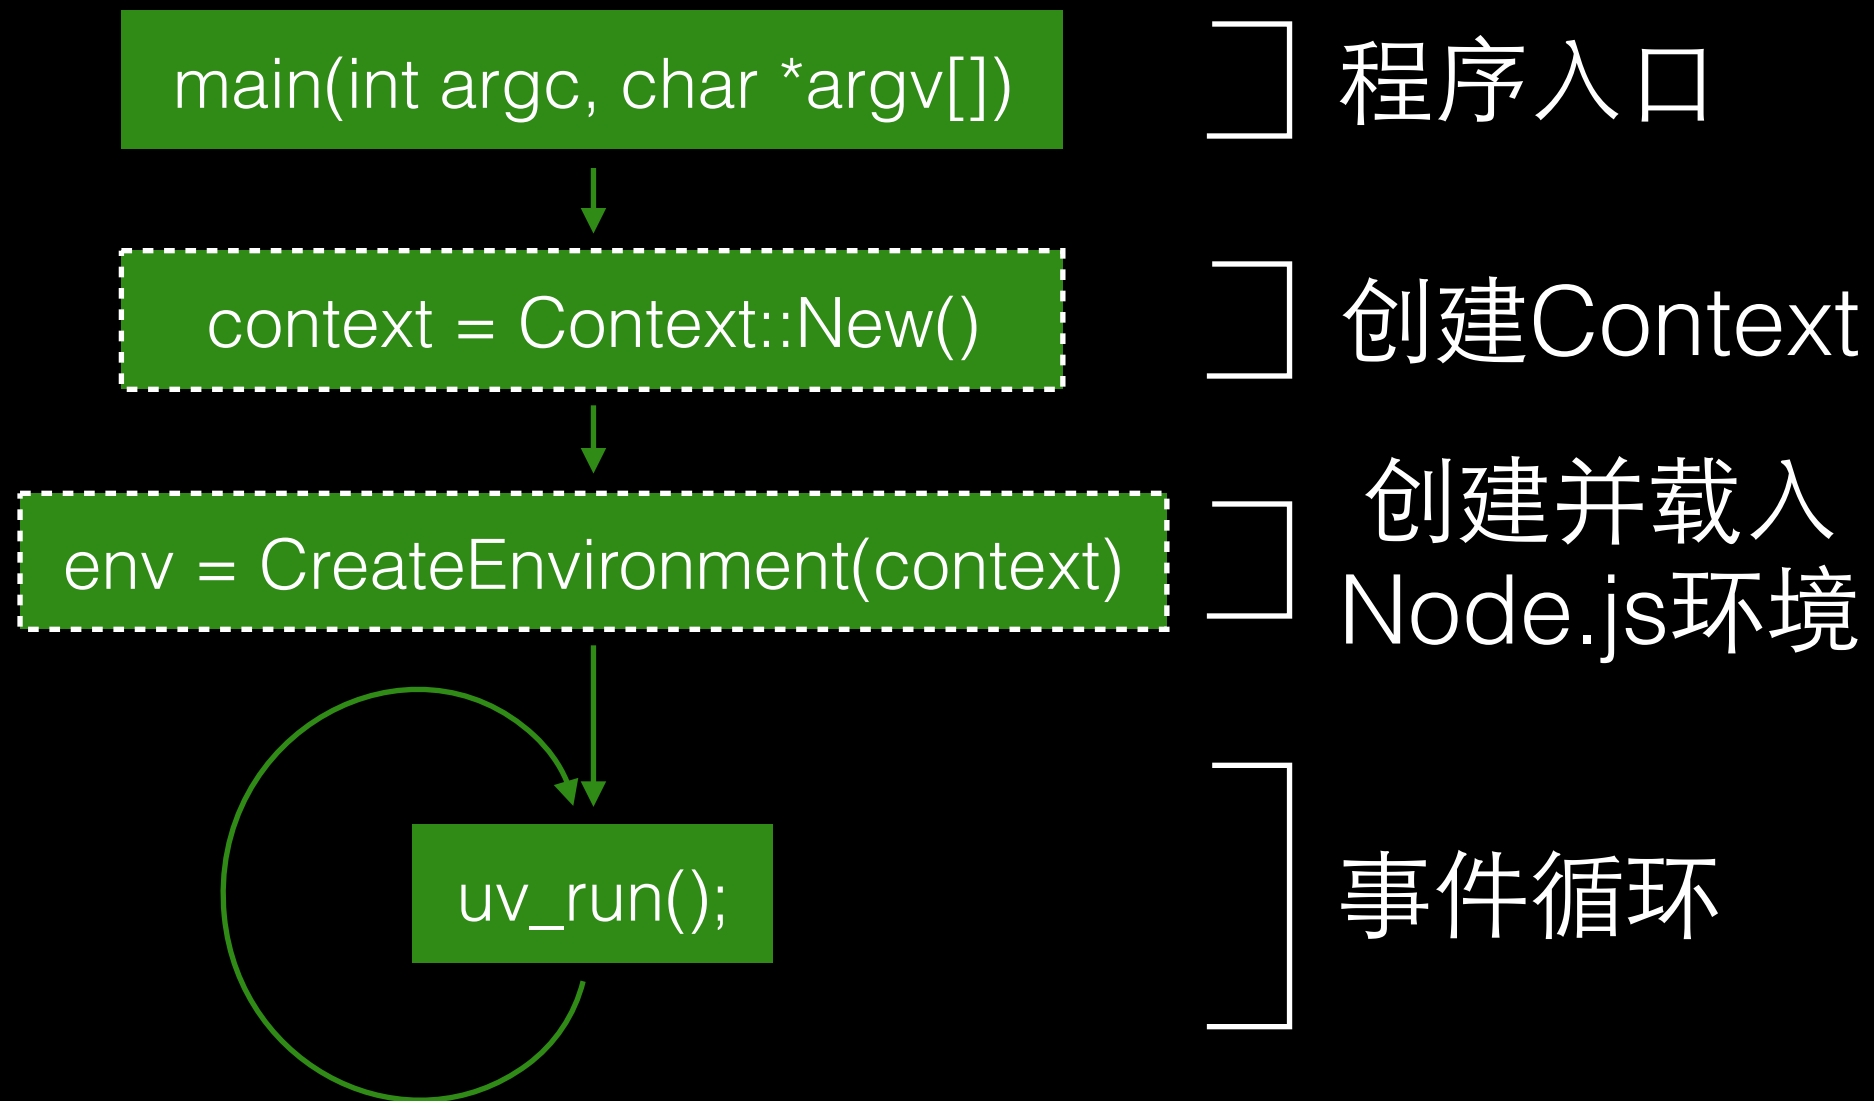 main(int argc, char *argv[])
程序入口
context = Context::New()
创建Context
env = CreateEnvironment(context)
创建并载入
Node.js环境
uv_run();
事件循环